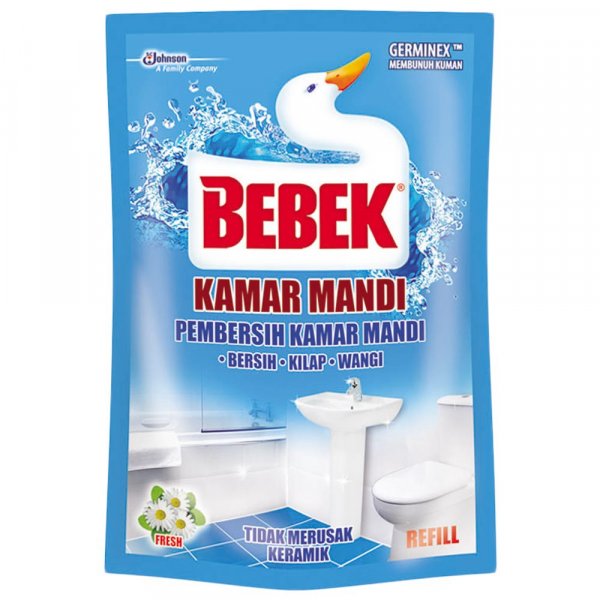 SC Johnson
A Family Company
GERMINEX™
MEMBUNUH KUMAN
BEBEK®
KAMAR MANDI
PEMBERSIH KAMAR MANDI
• BERSIH • KILAP • WANGI
FRESH
TIDAK MERUSAK
KERAMIK
REFILL